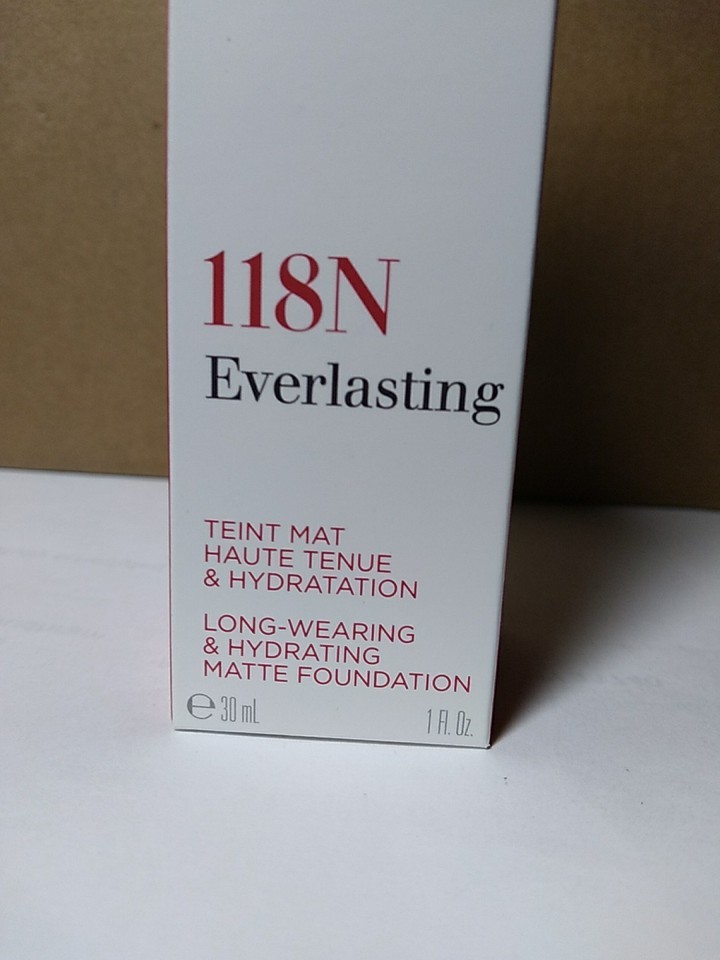 118N
Everlasting
TEINT MAT
HAUTE TENUE
& HYDRATATION
LONG-WEARING
& HYDRATING
MATTE FOUNDATION
℮ 30 mL 1 Fl. Oz.